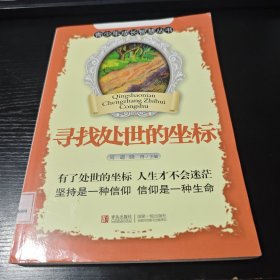 青少年成长智慧丛书
Qingshaonian
Chengzhang Zhihui
Congshu
寻找处世的坐标
有了处世的坐标 人生才不会迷茫
坚持是一种信仰 信仰是一种生命
青岛出版社